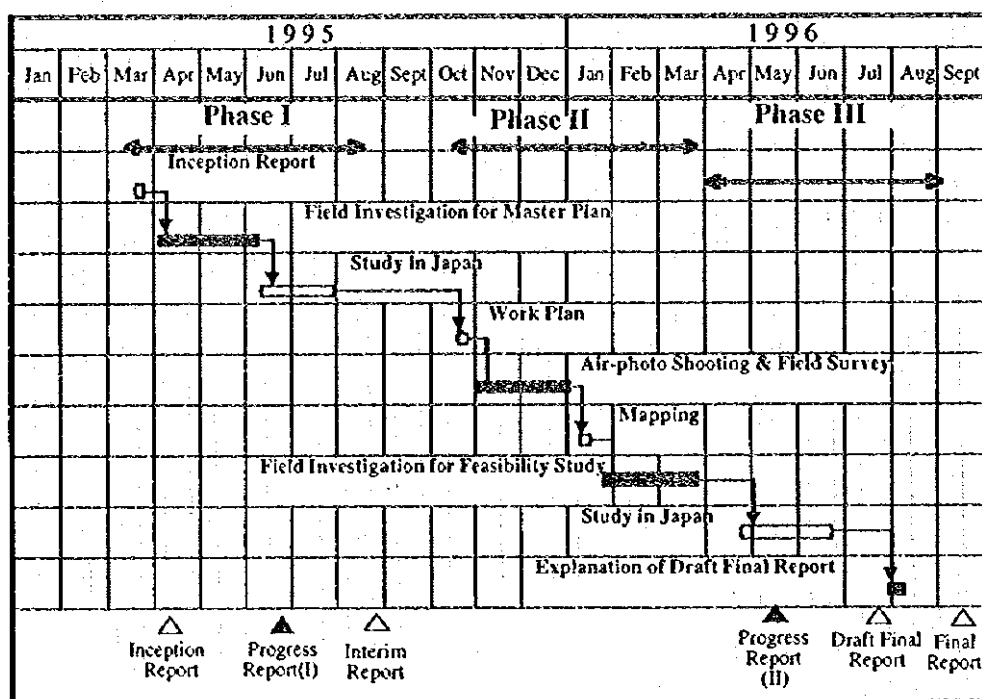 1995 1996
Jan Feb Mar Apr May Jun Jul Aug Sept Oct Nov Dec Jan Feb Mar Apr May Jun Jul Aug Sept
Phase I Phase II Phase III
Inception Report
Field Investigation for Master Plan
Study in Japan
Work Plan
Air-photo Shooting & Field Survey
Mapping
Field Investigation for Feasibility Study
Study in Japan
Explanation of Draft Final Report
Inception
Report
Progress
Report(I)
Interim
Report
Progress
Report
(II)
Draft Final
Report
Final
Report